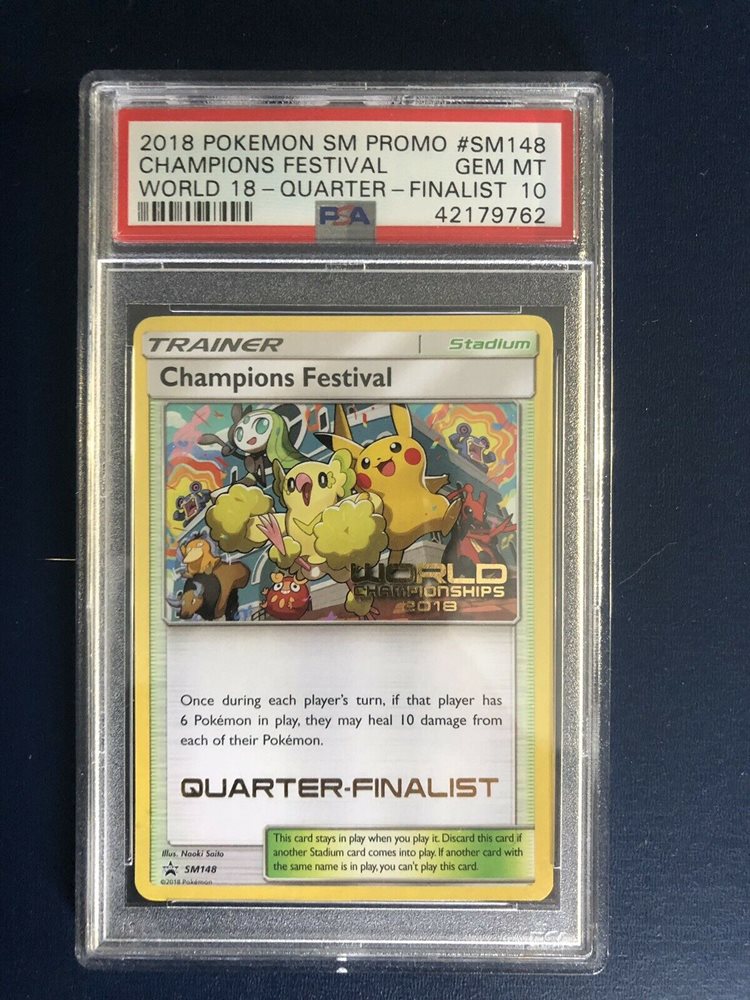 2018 POKEMON SM PROMO #SM148
CHAMPIONS FESTIVAL GEM MT
WORLD 18-QUARTER-FINALIST 10
PSA 42179762
TRAINER Stadium
Champions Festival
WORLD
CHAMPIONSHIPS
2018
Once during each player's turn, if that player has
6 Pokémon in play, they may heal 10 damage from
each of their Pokémon.
QUARTER-FINALIST
This card stays in play when you play it. Discard this card if
another Stadium card comes into play. If another card with
the same name is in play, you can't play this card.
Illus. Naoki Saito
SM148
©2018 Pokémon